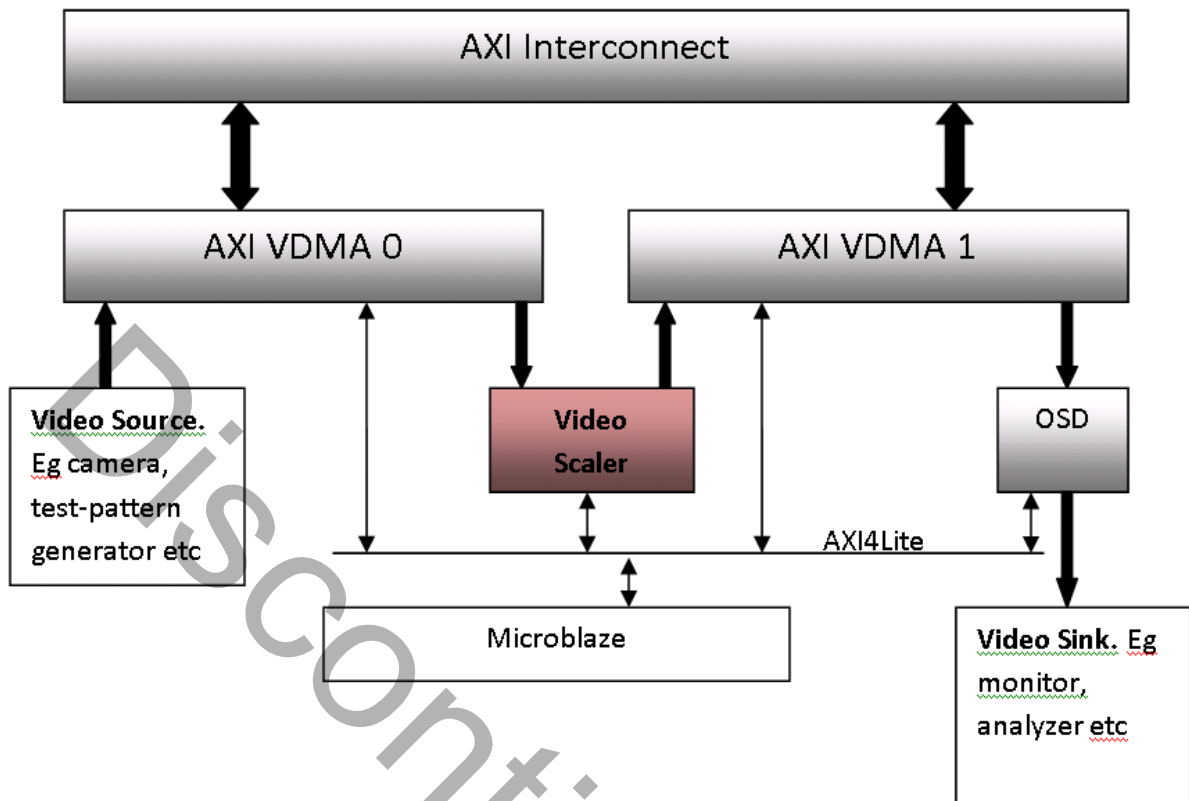 AXI Interconnect
AXI VDMA 0
AXI VDMA 1
Video Source.
Eg camera,
test-pattern
generator etc
Video
Scaler
OSD
AXI4Lite
Microblaze
Video Sink. Eg
monitor,
analyzer etc
Disconti